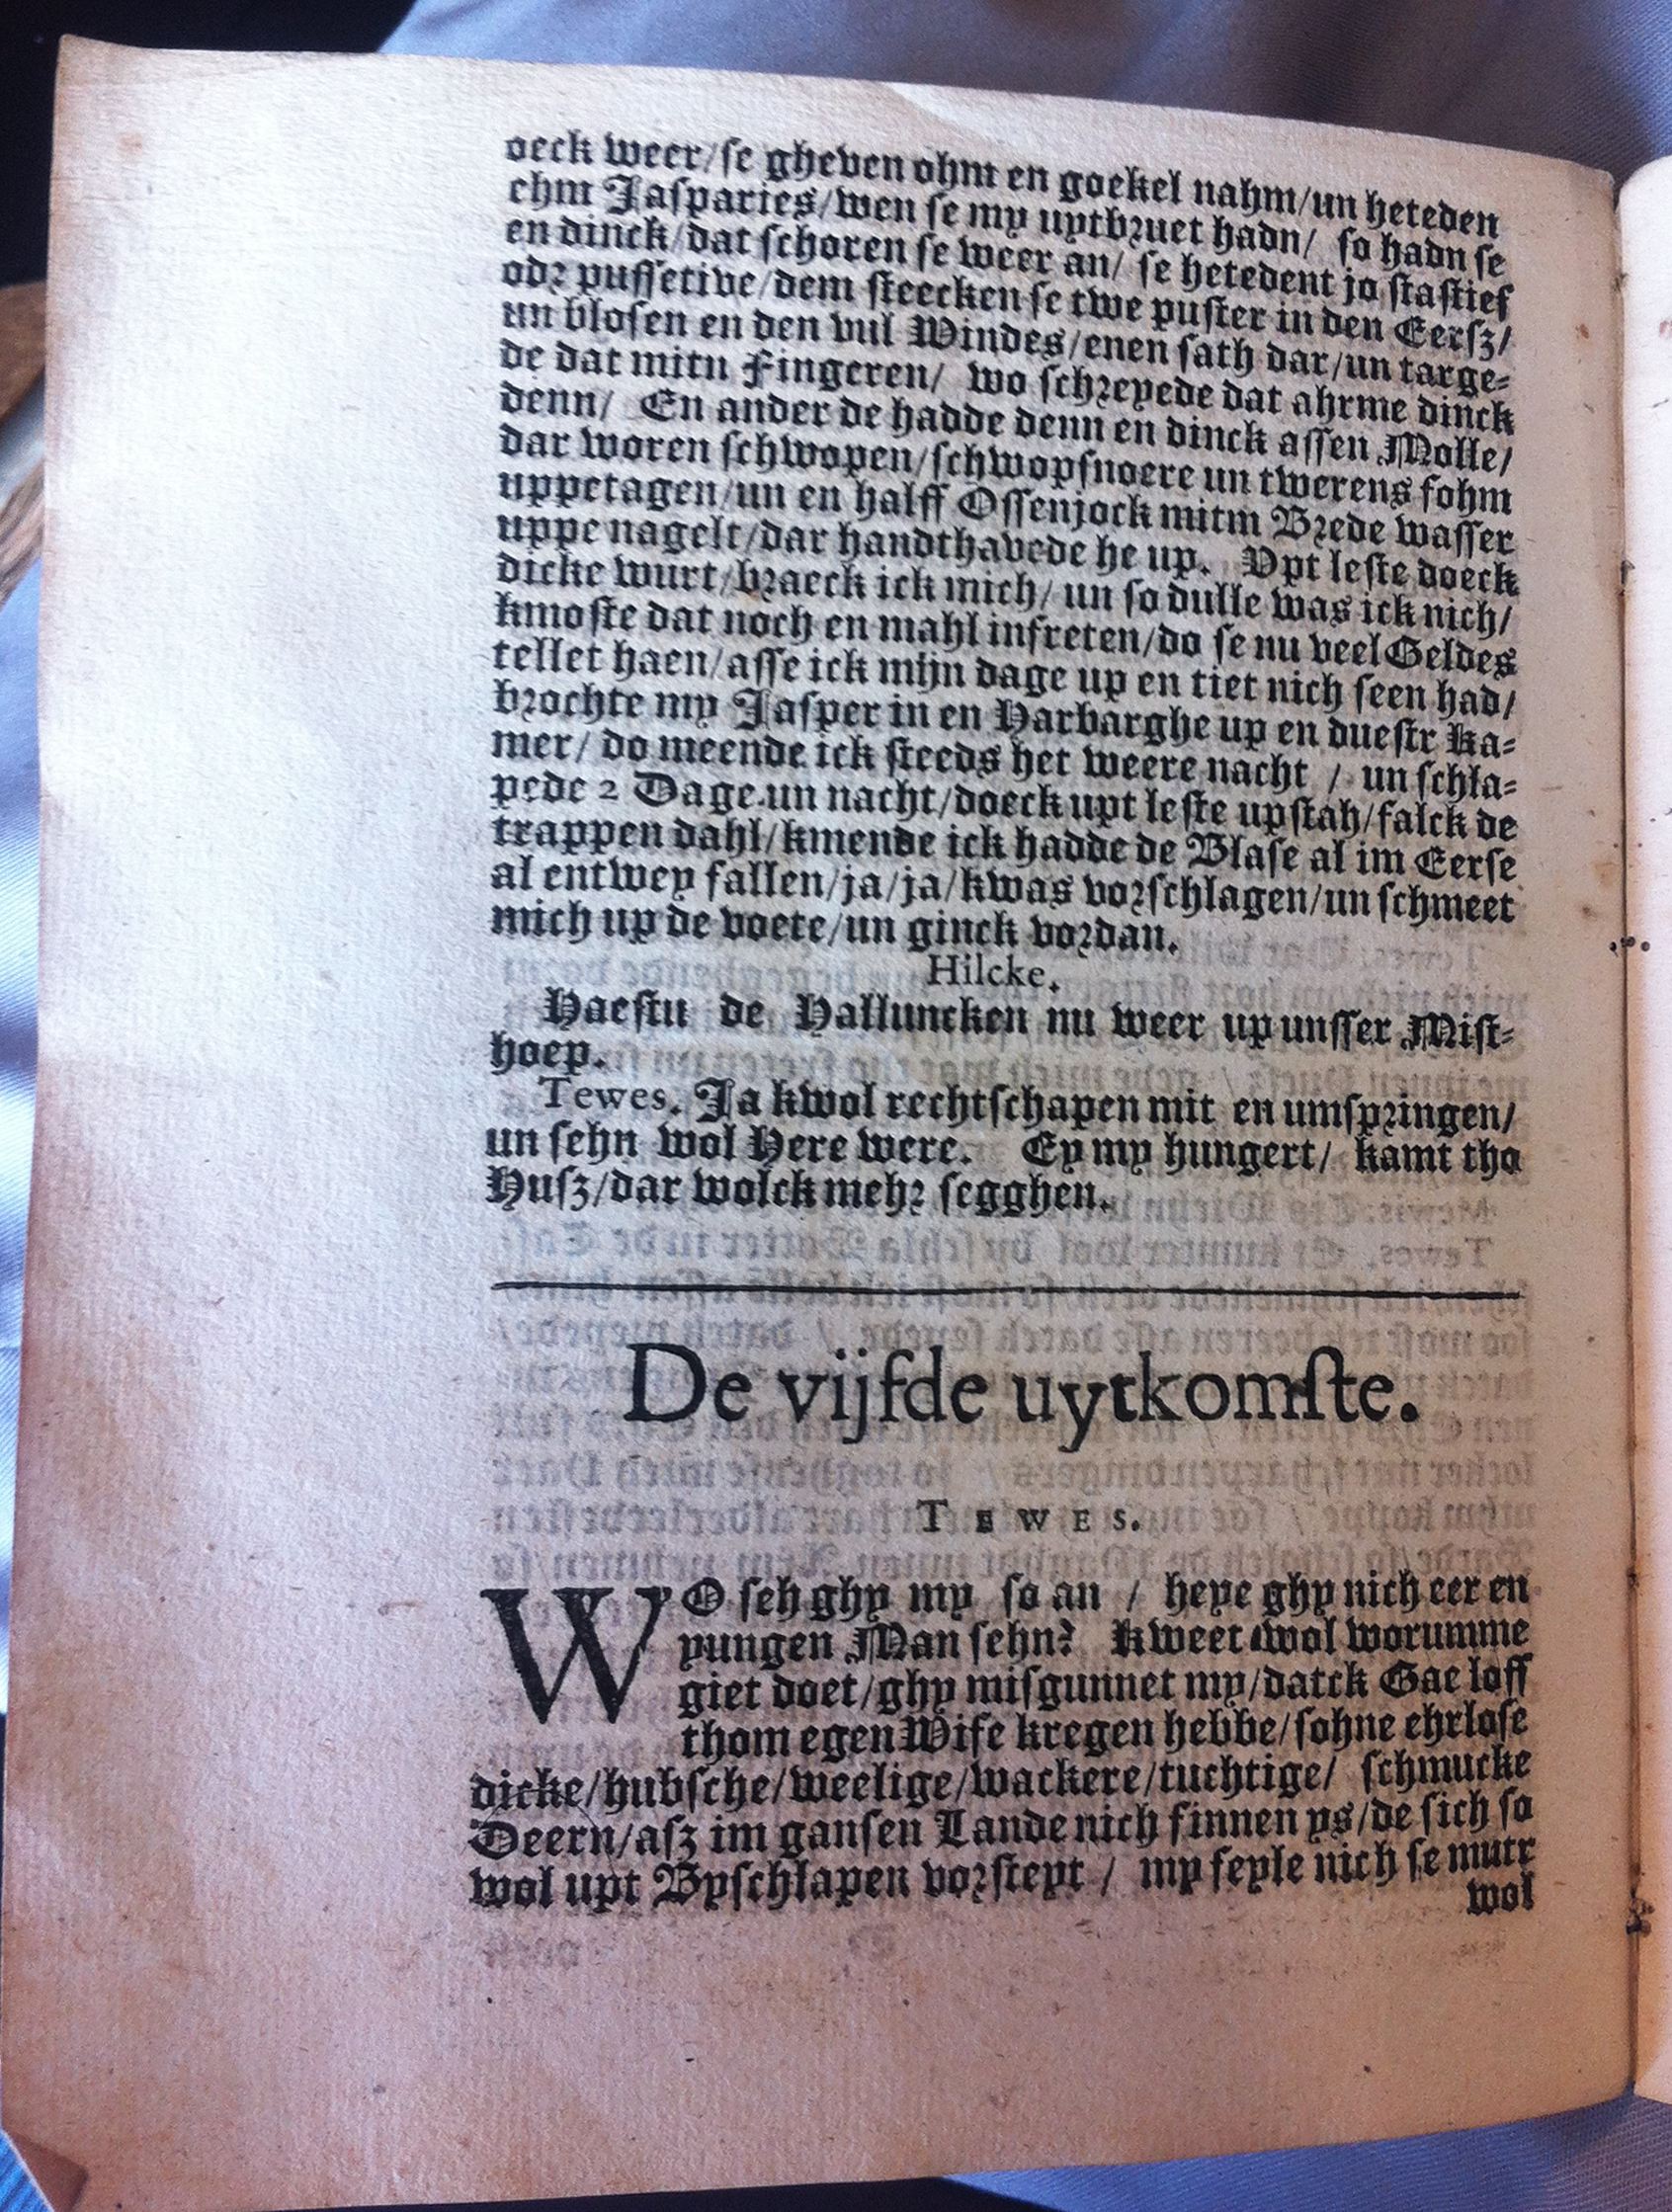 oeck weer/se gheven ohm en goekel nahm/un heteden
ehm Jasparies/wen se my uytbruet hadn/ so hadn se
en dinck/dat schoren se weer an/ se hetedent jo stastief
odr puffetive/dem steecken se twe puster in den Eersz/
un blosen en den vul Windes/enen sath dar/un targe-
de dat mitn Fingeren/ wo schreyede dat ahrme dinck
denn/ En ander de hadde denn en dinck assen Molle/
dar woren schwopen/schwopsnoere un twerens fohm
uppetagen/un en halff Ossenjock mitm Brede wasser
uppe nagelt/dar handthavede he up. Vpt leste doeck
dicke wurt/braeck ick mich/ un so dulle was ick nich/
kmoste dat noch en mahl infreten/do se nu veel Geldes
tellet haen/asse ick mijn dage up en tiet nich seen had/
brochte my Jasper in en Harbarghe up en duestr Ka-
mer/ do meende ick steeds het weere nacht / un schla-
pede 2 Dage un nacht/doeck upt leste upstah/falck de
trappen dahl/kmende ick hadde de Blase al im Eerse
al entwey fallen/ja/ja/kwas vorschlagen/un schmeet
mich up de voete/un ginck vordan.
Hilcke.
Haestu de Halluncken nu weer up unsser Mist-
hoep.
Tewes. Ja kwol rechtschapen mit en umspringen/
un sehn wol Here were. Ey my hungert/ kamt tho
Husz/dar wolck mehr segghen.
De vijfde uytkomste.
TEWES.
WO seh ghy my so an / heye ghy nich eer en
yungen Man sehn? Kweet wol worumme
giet doet/ghy misgunnet my/datck Gae loff
thom egen Wife kregen hebbe/sohne ehrlose
dicke/hubsche/weelige/wackere/tuchtige/ schmucke
Deern/asz im gansen Lande nich finnen ys/de sich so
wol upt Byschlapen vorsteyt / my feyle nich se mutr
wol